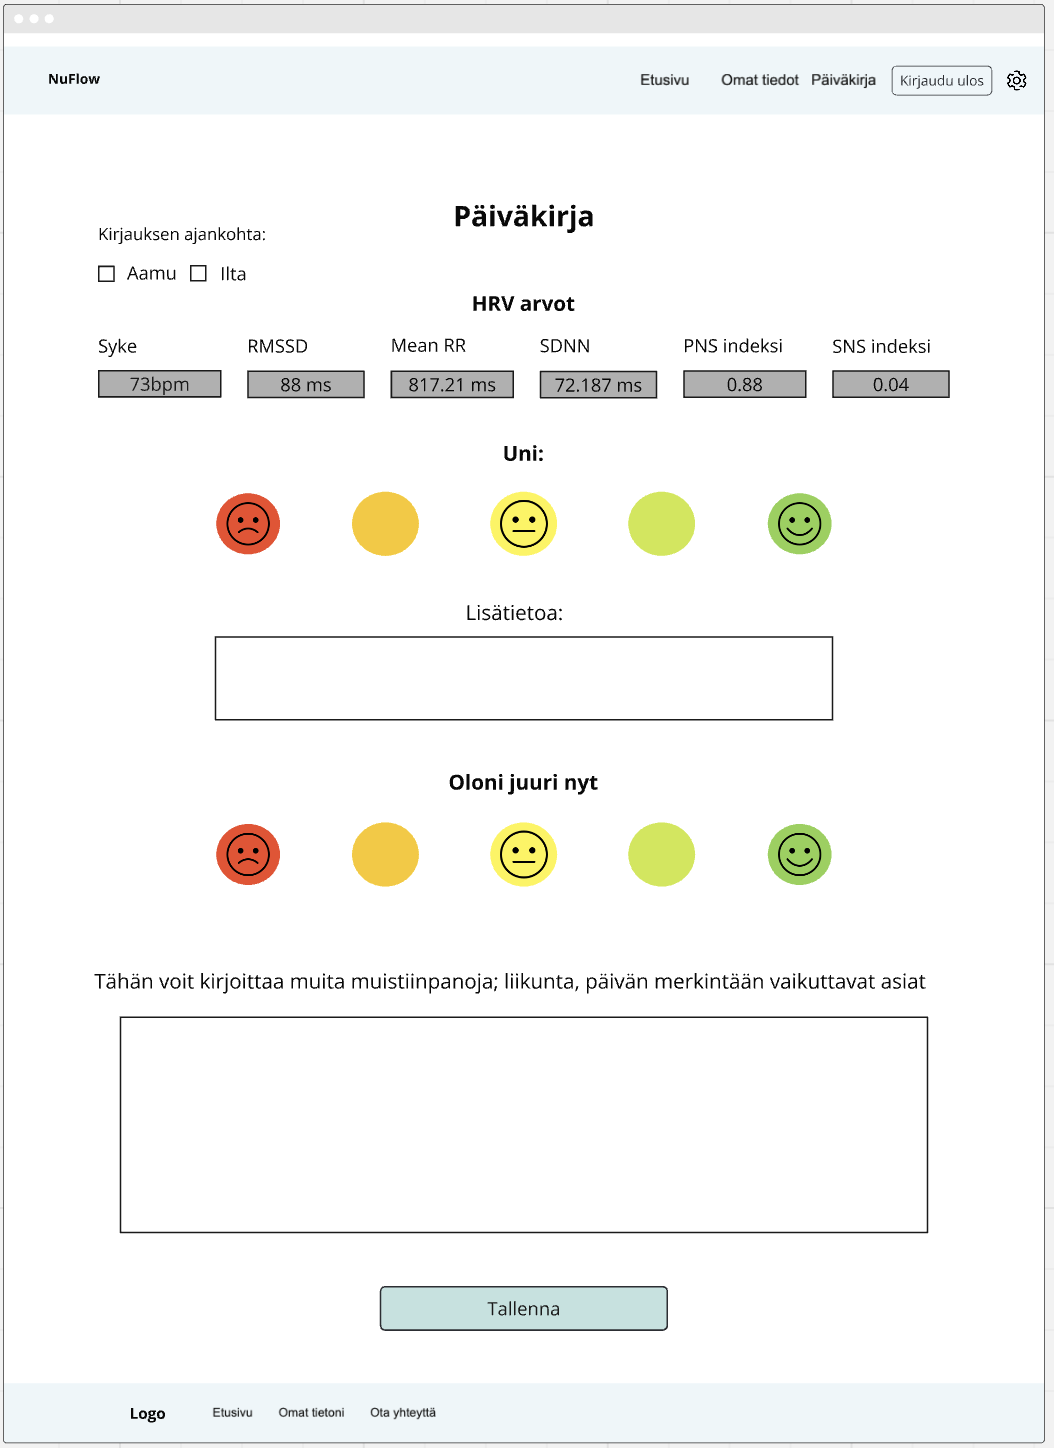 NuFlow
Etusivu Omat tiedot Päiväkirja Kirjaudu ulos
Päiväkirja
Kirjauksen ajankohta:
Aamu Ilta
HRV arvot
Syke RMSSD Mean RR SDNN PNS indeksi SNS indeksi
73bpm 88 ms 817.21 ms 72.187 ms 0.88 0.04
Uni:
Lisätietoa:
Oloni juuri nyt
Tähän voit kirjoittaa muita muistiinpanoja; liikunta, päivän merkintään vaikuttavat asiat
Tallenna
Logo Etusivu Omat tietoni Ota yhteyttä